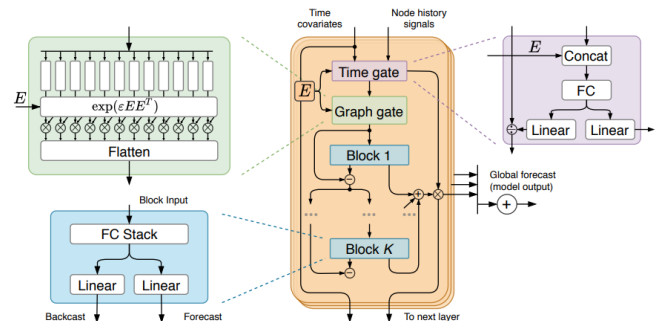 Time
covariates
Node history
signals
E
exp(εEE^T)
Flatten
E
Time gate
Graph gate
Block 1
...
...
...
Block K
To next layer
E
Concat
FC
Linear
Linear
Global forecast
(model output)
Block Input
FC Stack
Linear
Linear
Backcast
Forecast